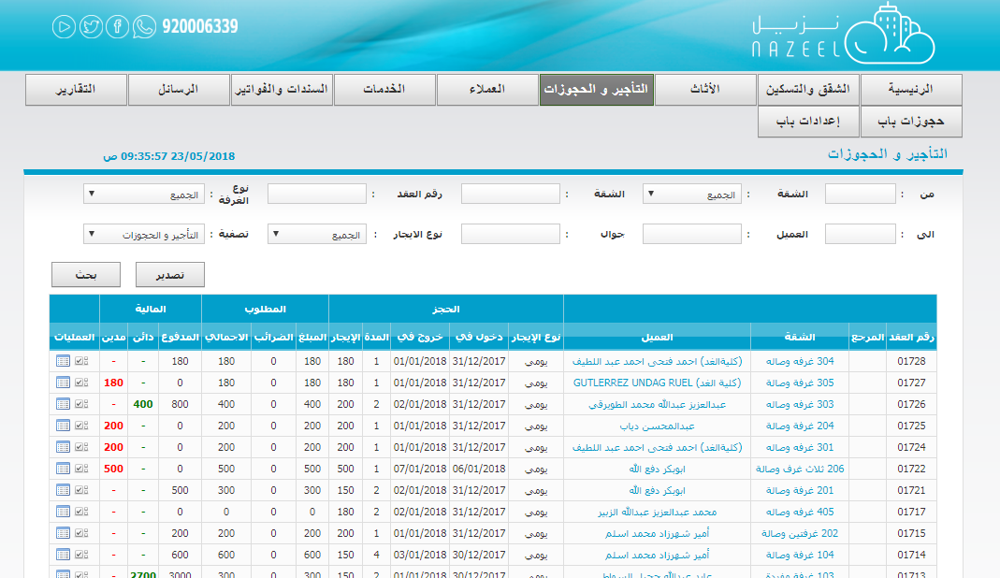 نـزيـل
NAZEEL
920006339
الرئيسية الشقق والتسكين الأثاث التأجير و الحجوزات العملاء الخدمات السندات والفواتير الرسائل التقارير
حجوزات باب إعدادات باب
التأجير و الحجوزات
23/05/2018 09:35:57 ص
من : الشقة : الجميع الشقة : رقم العقد : نوع الغرفة : الجميع
الى : العميل : جوال : نوع الايجار : الجميع تصفية : التأجير و الحجوزات
تصدير بحث
الحجز المطلوب المالية
رقم العقد المرجع الشقة العميل نوع الإيجار دخول في خروج في المدة الإيجار المبلغ الضرائب الاجمالي المدفوع دائن مدين العمليات
01728 304 غرفه وصاله (كليةالغد) احمد فتحى احمد عبد اللطيف يومي 31/12/2017 01/01/2018 1 180 180 0 180 180 - -
01727 305 غرفة وصالة (كلية الغد) GUTLERREZ UNDAG RUEL يومي 31/12/2017 01/01/2018 1 180 180 0 180 0 - 180
01726 303 غرفه وصاله عبدالعزيز عبدالله محمد الطويرقي يومي 31/12/2017 02/01/2018 2 200 400 0 400 800 400 -
01725 204 غرفة وصالة عبدالمحسن دياب يومي 31/12/2017 01/01/2018 1 200 200 0 200 0 - 200
01724 301 غرفه وصاله (كليةالغد) احمد فتحى احمد عبد اللطيف يومي 31/12/2017 01/01/2018 1 200 200 0 200 0 - 200
01722 206 ثلاث غرف وصالة ابوبكر دفع الله يومي 06/01/2018 07/01/2018 1 500 500 0 500 0 - 500
01721 201 غرفة وصالة ابوبكر دفع الله يومي 31/12/2017 02/01/2018 2 150 300 0 300 500 - -
01717 405 غرفه وصاله محمد عبدالعزيز عبدالله الزبير يومي 31/12/2017 02/01/2018 2 180 0 0 0 0 - -
01715 202 غرفتين وصالة أمير شهرزاد محمد اسلم يومي 31/12/2017 01/01/2018 1 200 200 0 200 200 - -
01714 104 غرفة وصالة أمير شهرزاد محمد اسلم يومي 30/12/2017 03/01/2018 4 150 600 0 600 600 - -
01713 103 غرفة مفردة يومي 30/12/2017 01/01/2018 2 150 300 0 300 3000 2700 -